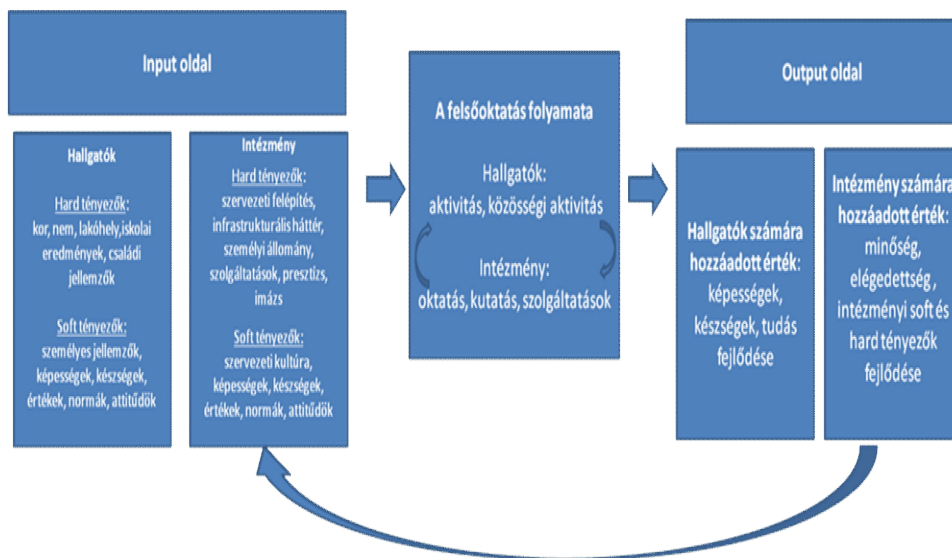 Input oldal
Hallgatók
Hard tényezők:
kor, nem, lakóhely,iskolai
eredmények, családi
jellemzők
Soft tényezők:
személyes jellemzők,
képességek, készségek,
értékek, normák, attitűdök
Intézmény
Hard tényezők:
szervezeti felépítés,
infrastrukturális háttér,
személyi állomány,
szolgáltatások, presztízs,
imázs
Soft tényezők:
szervezeti kultúra,
képességek, készségek,
értékek, normák, attitűdök
A felsőoktatás folyamata
Hallgatók:
aktivitás, közösségi aktivitás
Intézmény:
oktatás, kutatás, szolgáltatások
Output oldal
Hallgatók számára
hozzáadott érték:
képességek,
készségek, tudás
fejlődése
Intézmény számára
hozzáadott érték:
minőség,
elégedettség ,
intézményi soft és
hard tényezők
fejlődése